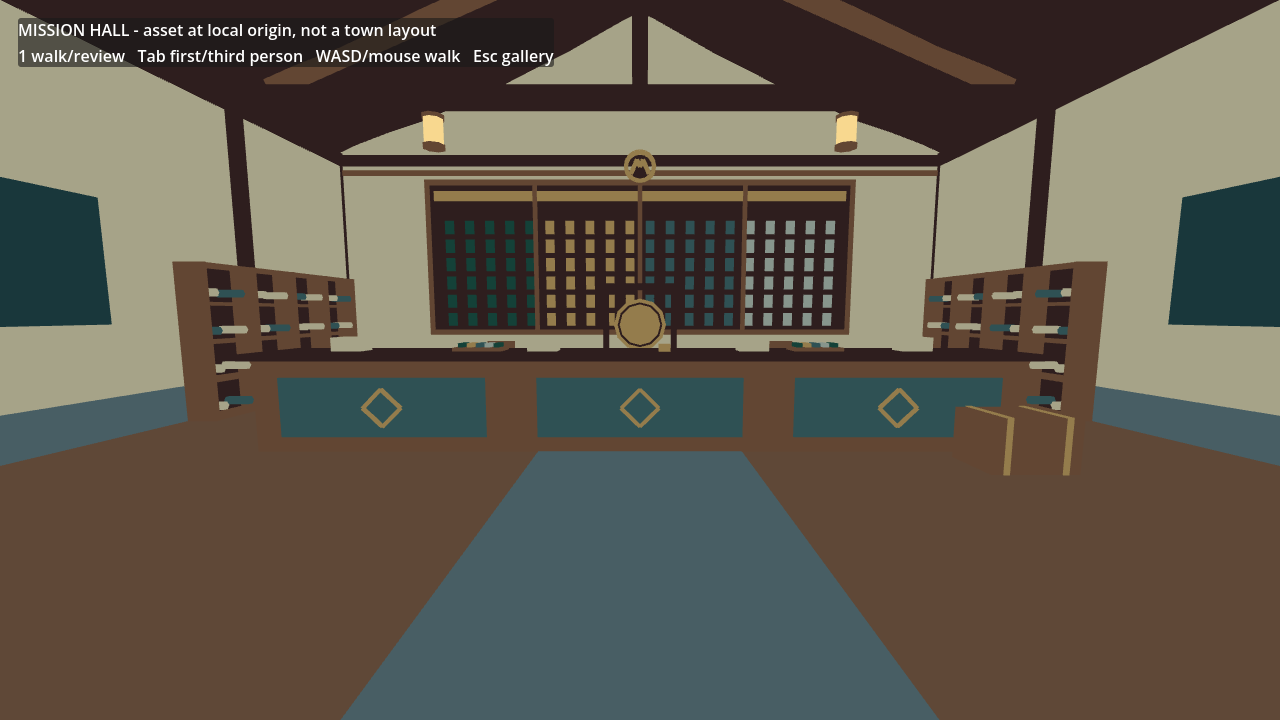 MISSION HALL - asset at local origin, not a town layout
1 walk/review   Tab first/third person   WASD/mouse walk   Esc gallery